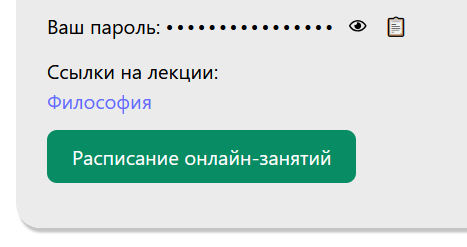 Ваш пароль: ••••••••••••••••
Ссылки на лекции:
Философия
Расписание онлайн-занятий